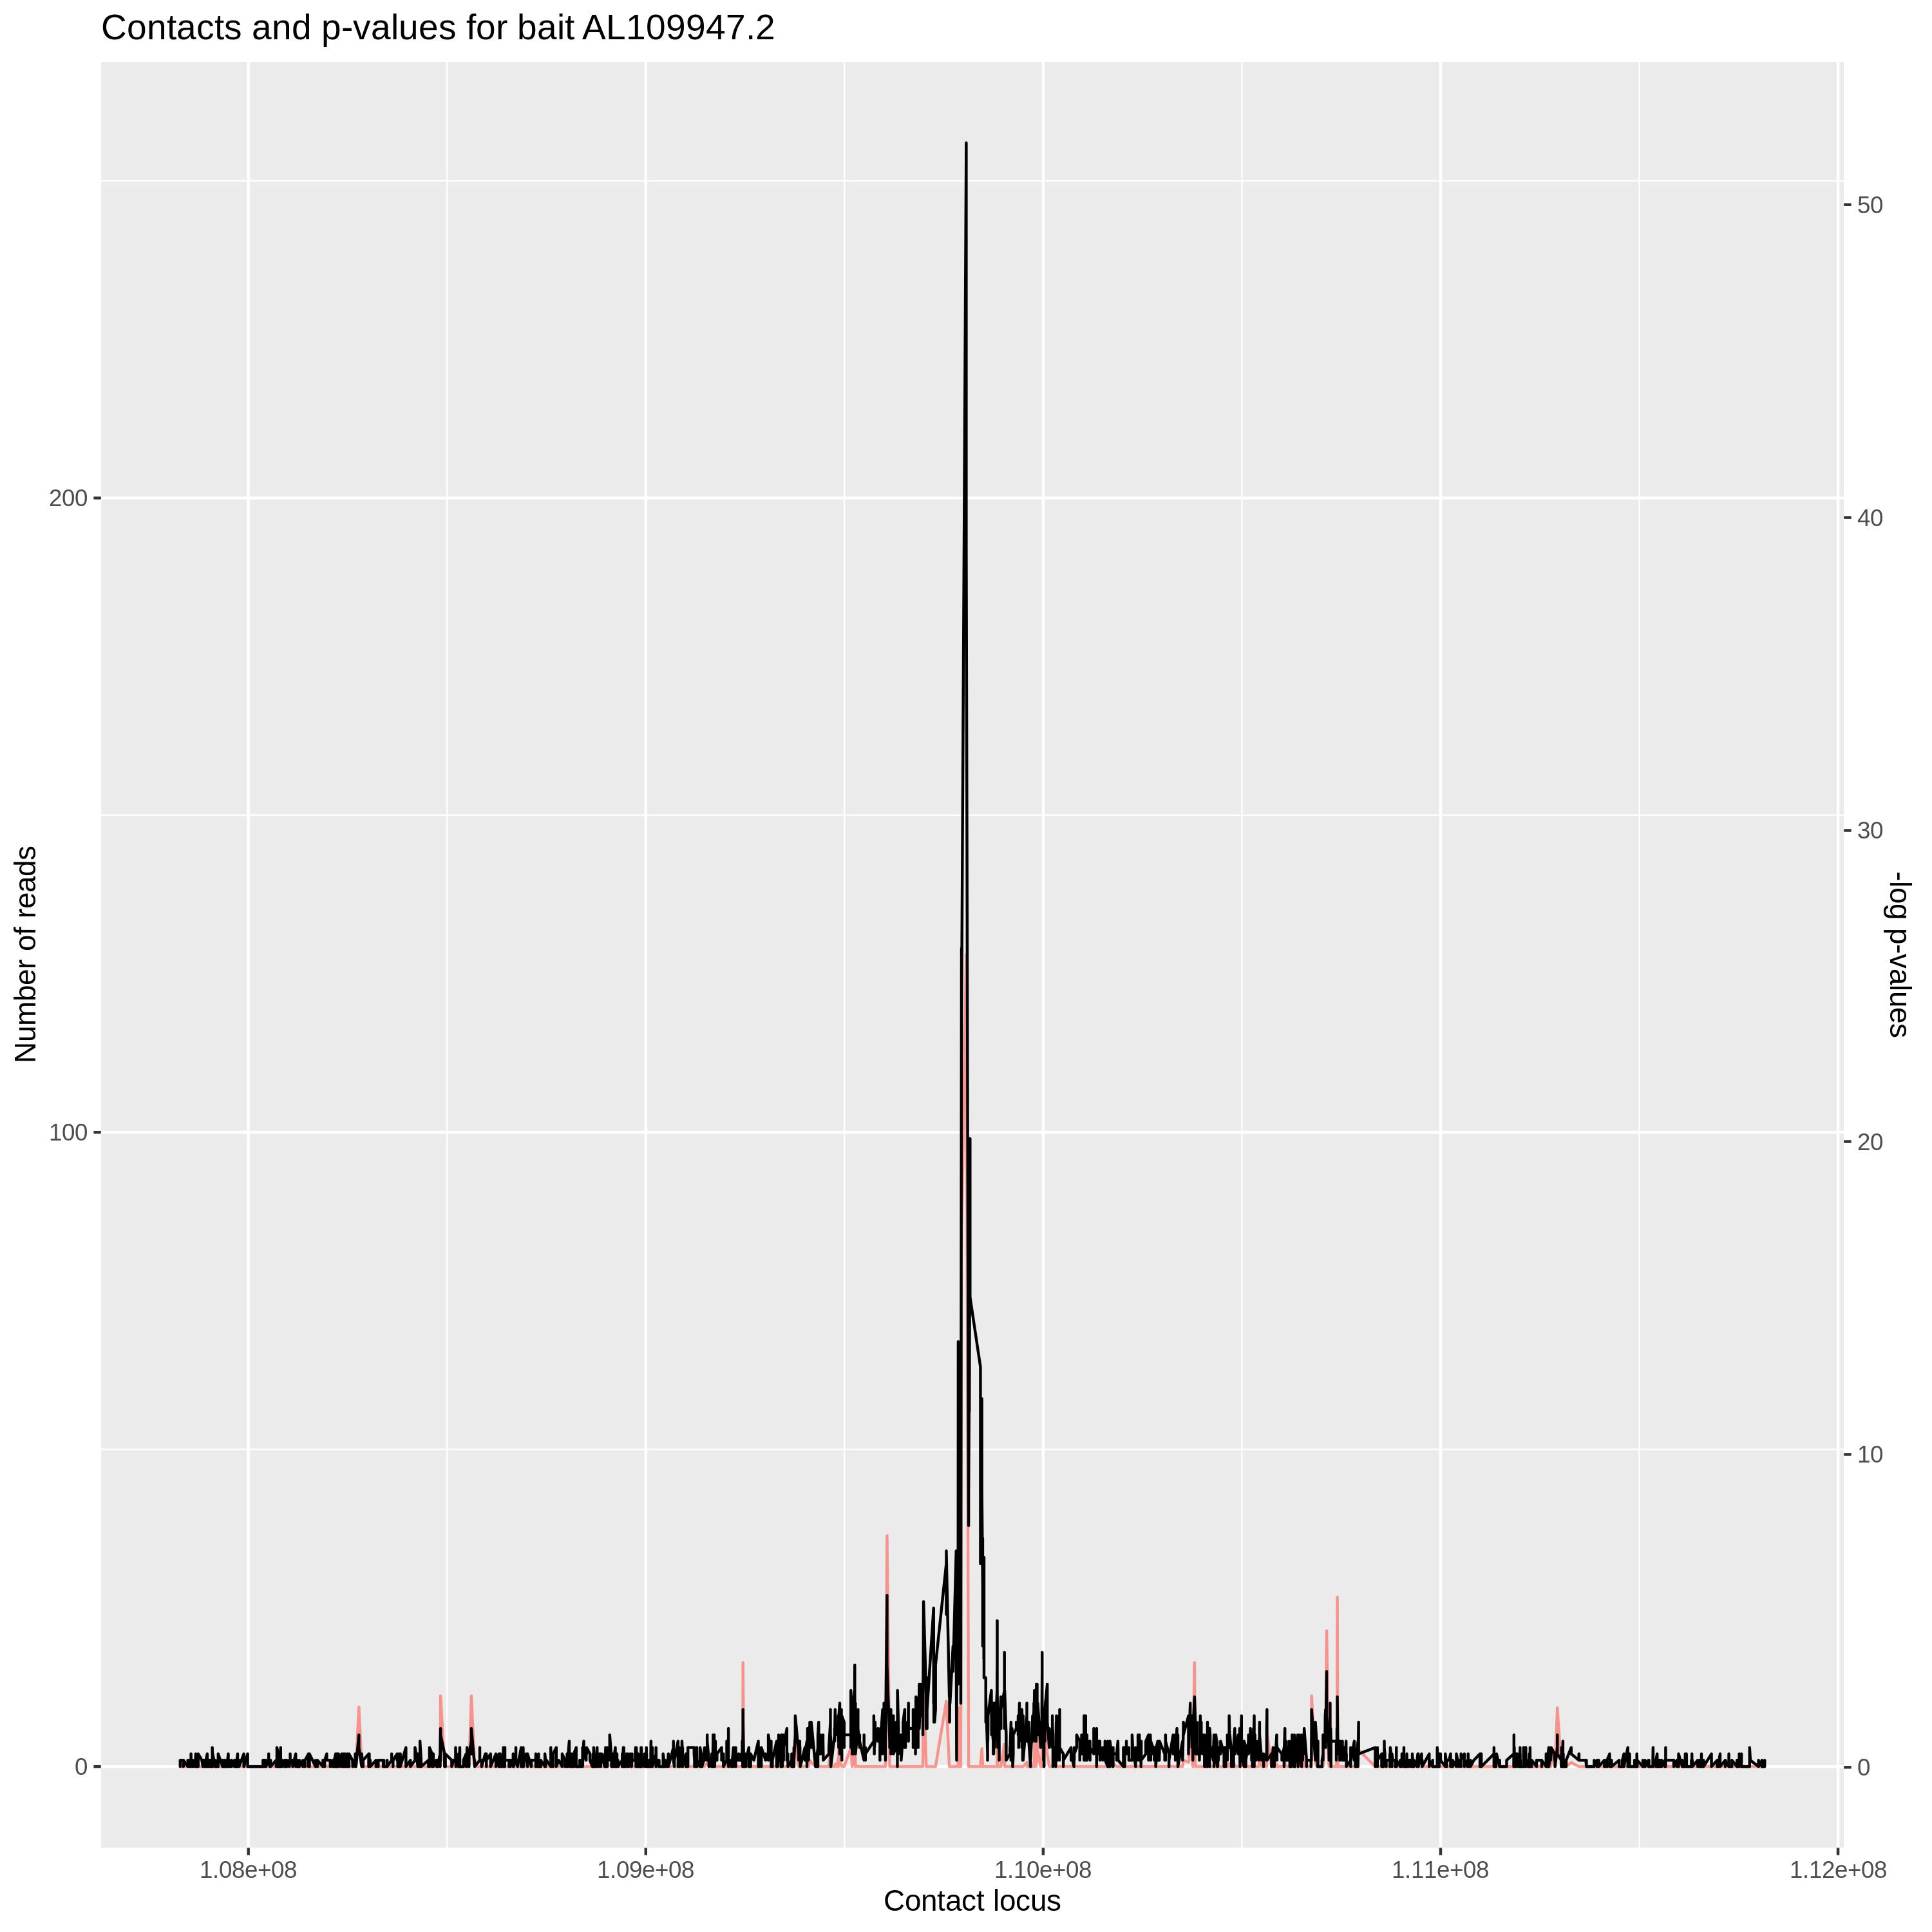 Contacts and p-values for bait AL109947.2
Number of reads
200
100
0
50
40
30
20
10
0
-log p-values
1.08e+08 1.09e+08 1.10e+08 1.11e+08 1.12e+08
Contact locus